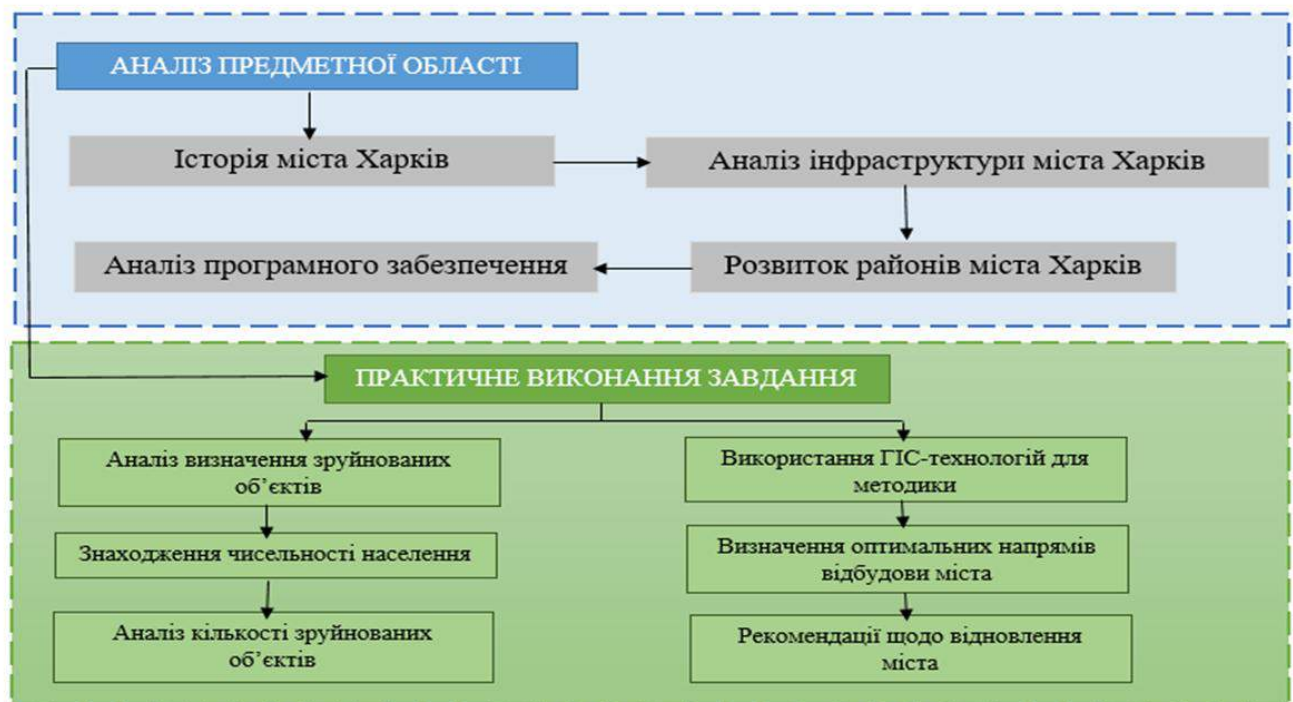 АНАЛІЗ ПРЕДМЕТНОЇ ОБЛАСТІ
Історія міста Харків
Аналіз інфраструктури міста Харків
Аналіз програмного забезпечення
Розвиток районів міста Харків
ПРАКТИЧНЕ ВИКОНАННЯ ЗАВДАННЯ
Аналіз визначення зруйнованих
об’єктів
Знаходження чисельності населення
Аналіз кількості зруйнованих
об’єктів
Використання ГІС-технологій для
методики
Визначення оптимальних напрямів
відбудови міста
Рекомендації щодо відновлення
міста